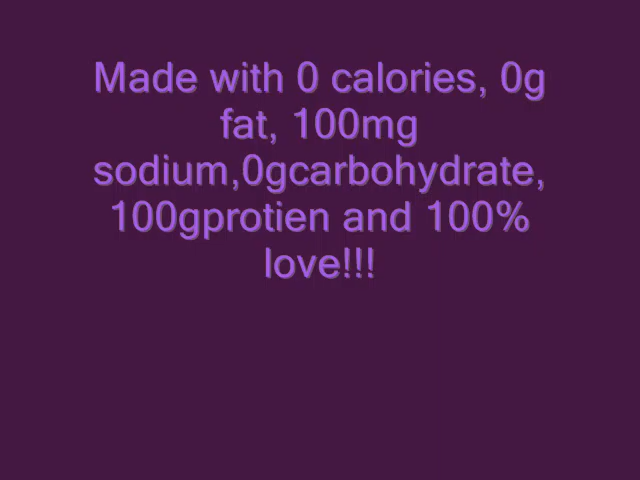 Made with 0 calories, 0g
fat, 100mg
sodium,0gcarbohydrate,
100gprotien and 100%
love!!!